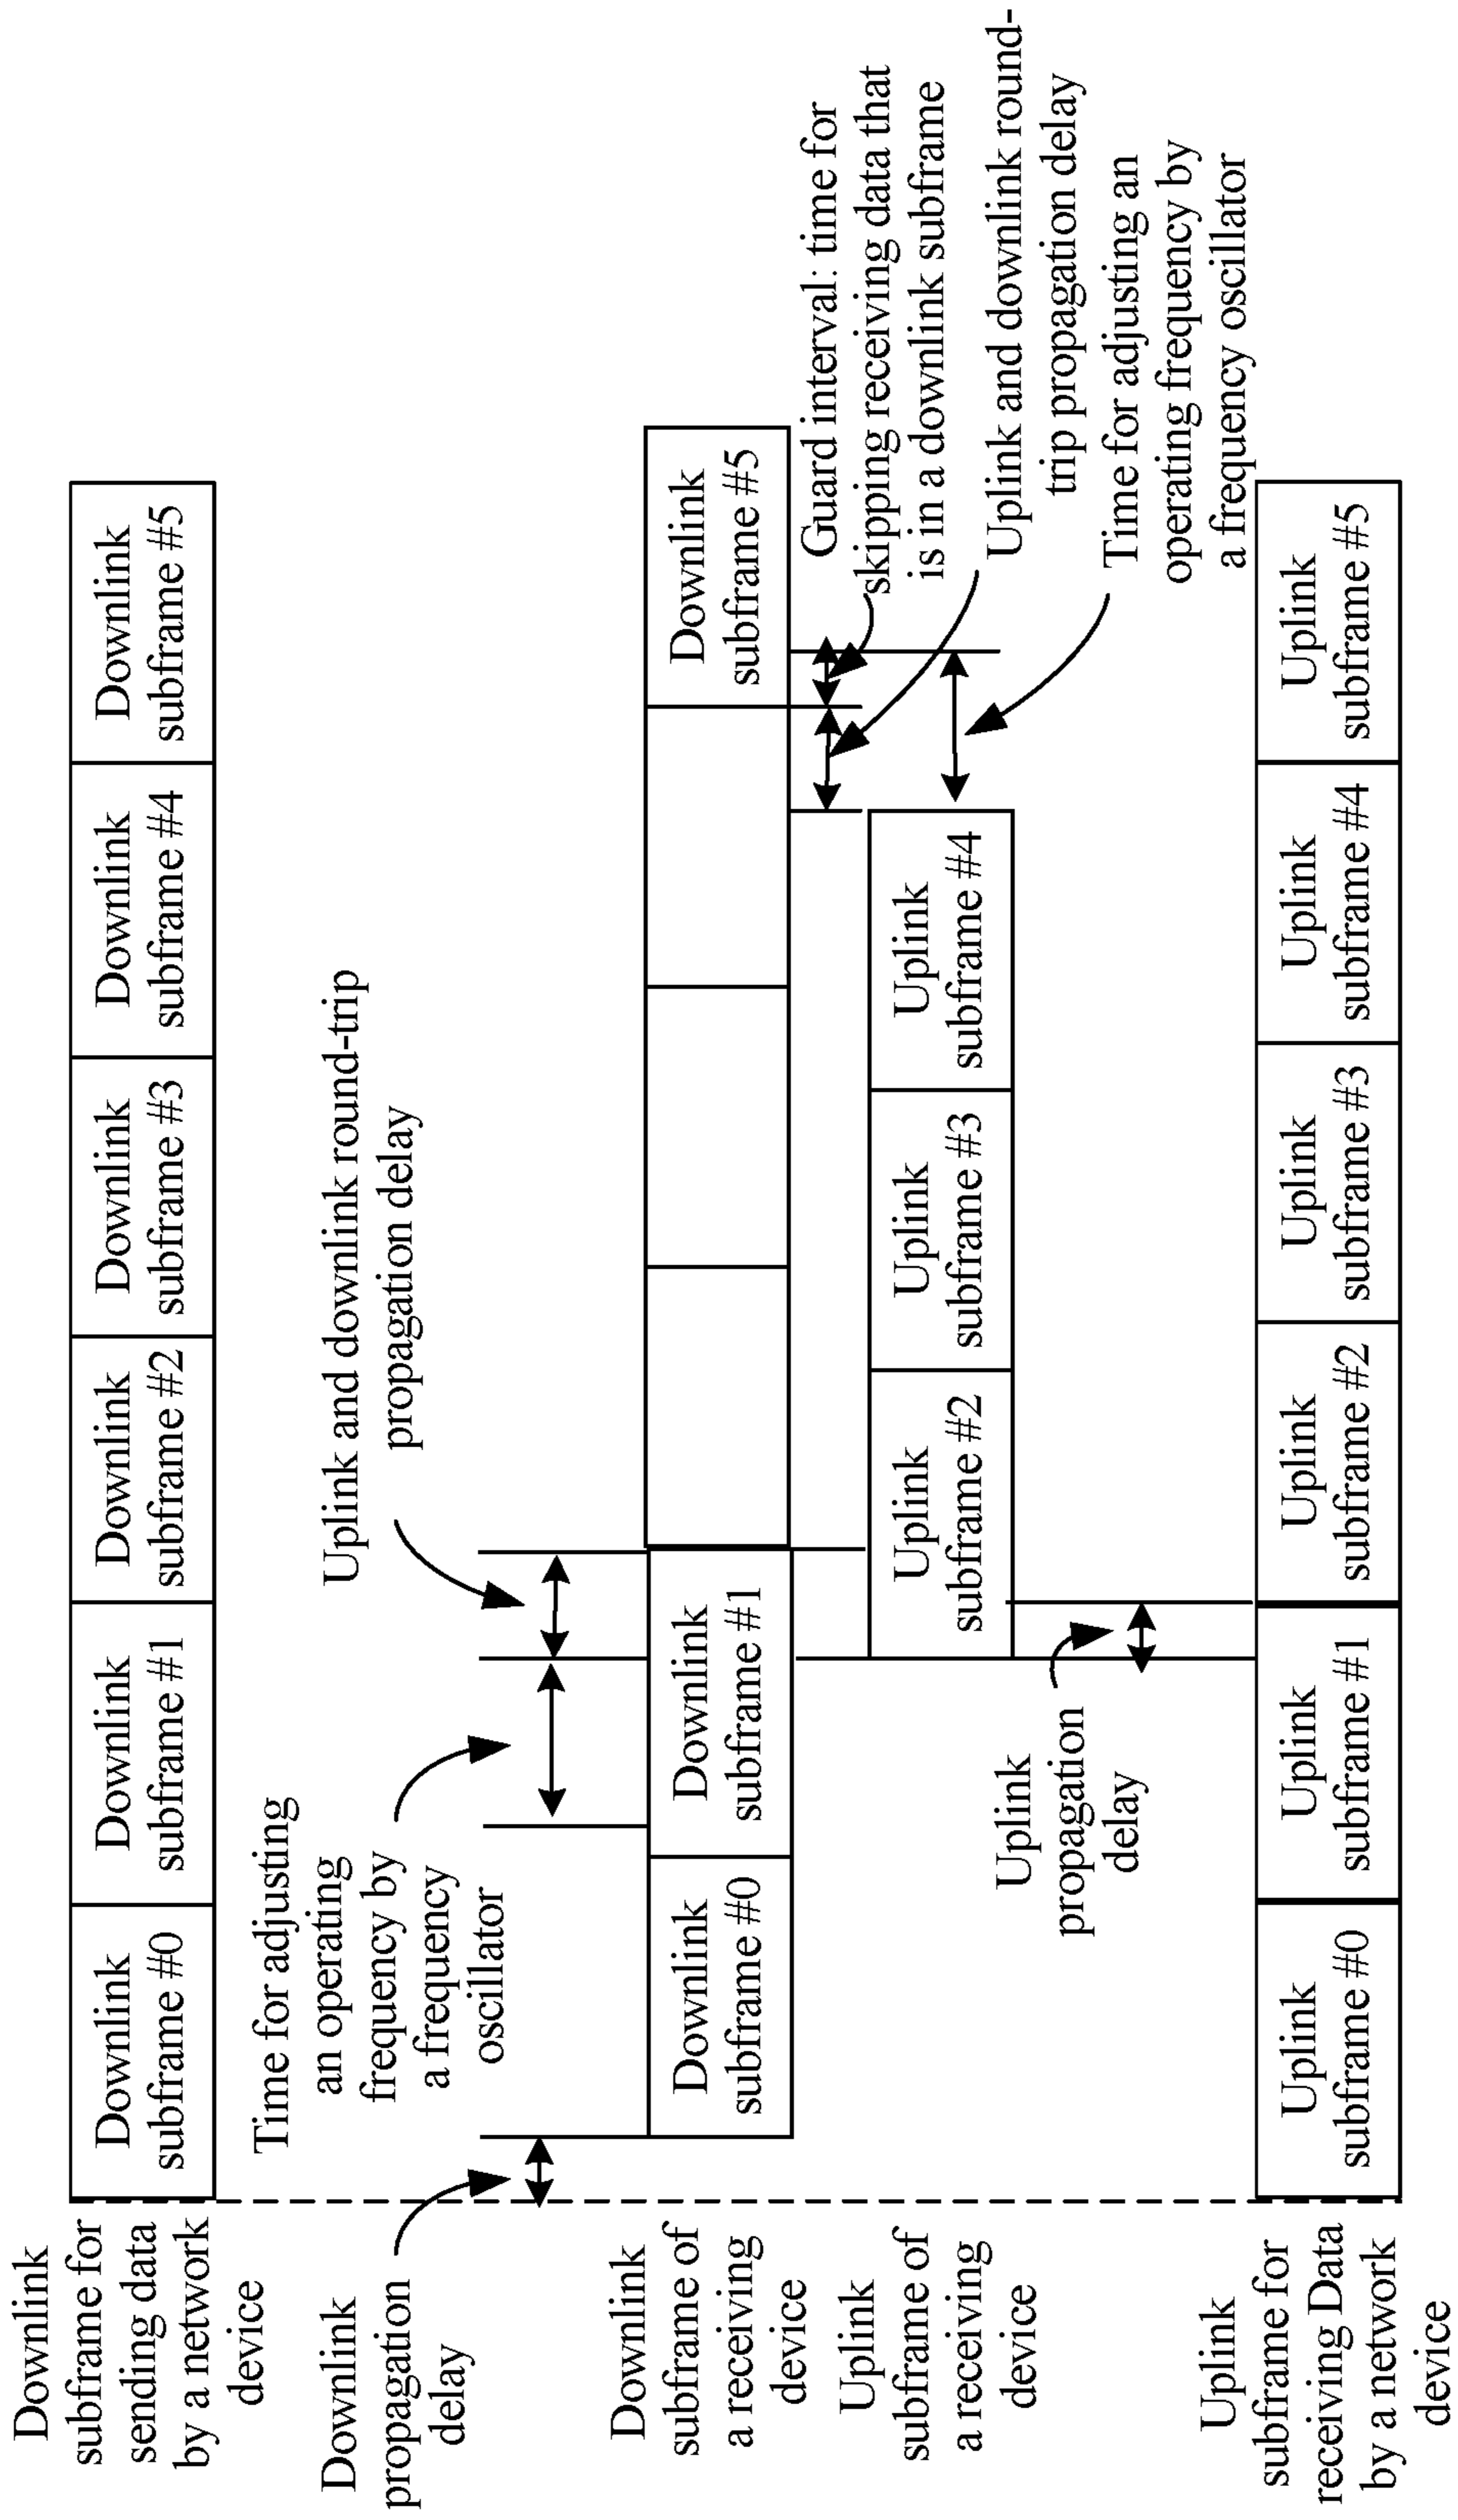 Downlink
subframe for
sending data
by a network
device
Downlink
subframe #0
Downlink
subframe #1
Downlink
subframe #2
Downlink
subframe #3
Downlink
subframe #4
Downlink
subframe #5
Downlink
propagation
delay
Time for adjusting
an operating
frequency by
a frequency
oscillator
Uplink and downlink round-trip
propagation delay
Downlink
subframe of
a receiving
device
Downlink
subframe #0
Downlink
subframe #1
Downlink
subframe #5
Guard interval: time for
skipping receiving data that
is in a downlink subframe
Uplink and downlink round-
trip propagation delay
Time for adjusting an
operating frequency by
a frequency oscillator
Uplink
subframe of
a receiving
device
Uplink
subframe #2
Uplink
subframe #3
Uplink
subframe #4
Uplink
propagation
delay
Uplink
subframe for
receiving Data
by a network
device
Uplink
subframe #0
Uplink
subframe #1
Uplink
subframe #2
Uplink
subframe #3
Uplink
subframe #4
Uplink
subframe #5